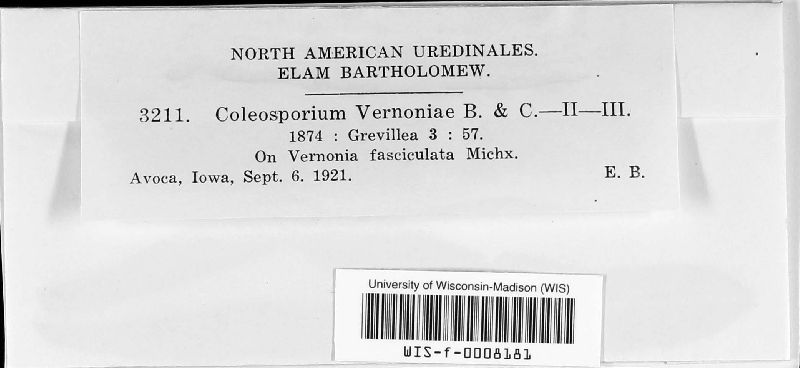 NORTH AMERICAN UREDINALES.
ELAM BARTHOLOMEW.
3211. Coleosporium Vernoniae B. & C.—II—III.
1874 : Grevillea 3 : 57.
On Vernonia fasciculata Michx.
Avoca, Iowa, Sept. 6. 1921. E. B.
University of Wisconsin-Madison (WIS)
WIS-f-0008181